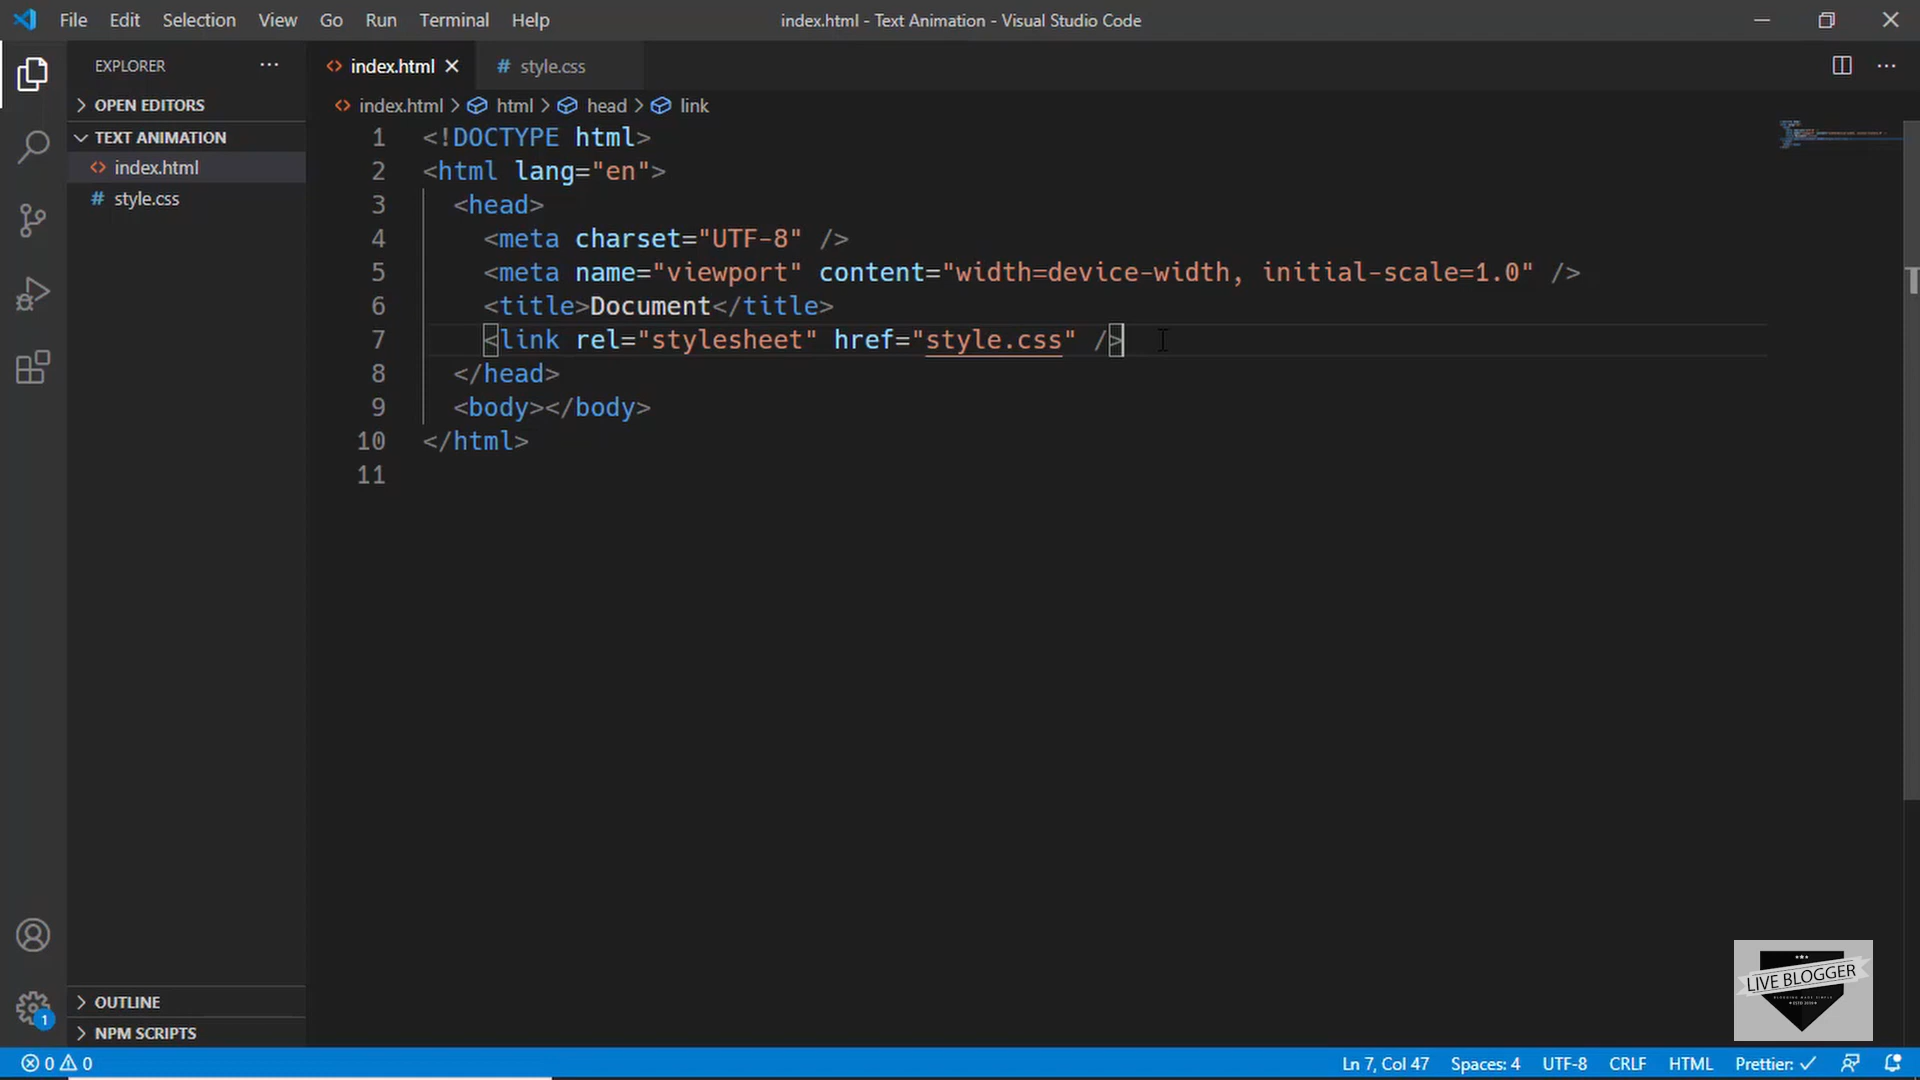 File Edit Selection View Go Run Terminal Help
index.html - Text Animation - Visual Studio Code
EXPLORER
index.html
style.css
OPEN EDITORS
TEXT ANIMATION
index.html
style.css
index.html > html > head > link
1 <!DOCTYPE html>
2 <html lang="en">
3 <head>
4 <meta charset="UTF-8" />
5 <meta name="viewport" content="width=device-width, initial-scale=1.0" />
6 <title>Document</title>
7 <link rel="stylesheet" href="style.css" />
8 </head>
9 <body></body>
10 </html>
11
OUTLINE
NPM SCRIPTS
1
LIVE BLOGGER
0 0
Ln 7, Col 47 Spaces: 4 UTF-8 CRLF HTML Prettier: ✓